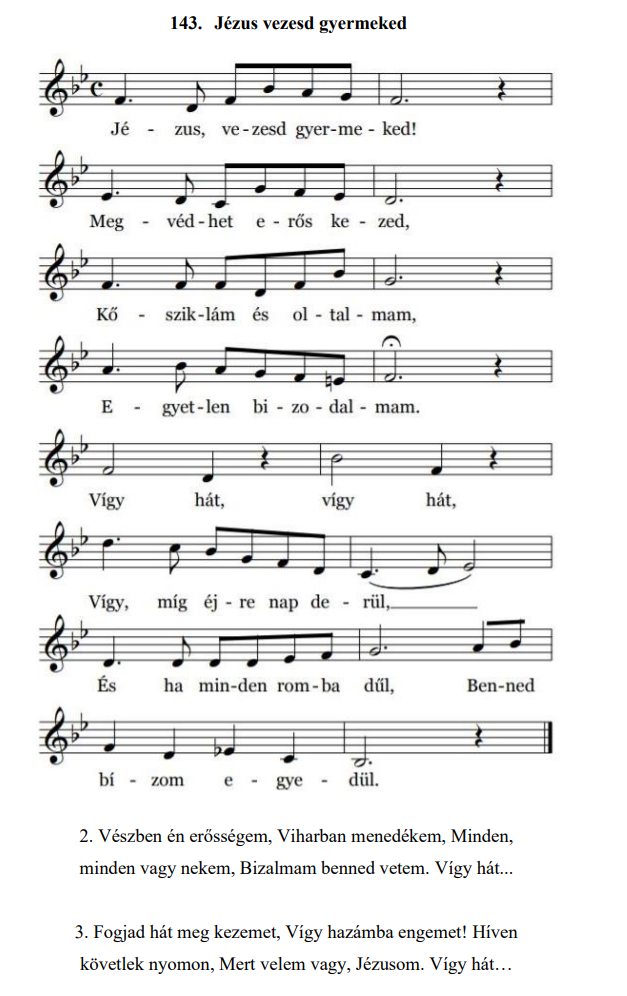 143. Jézus vezesd gyermeked
Jé - zus, ve - zesd gyer - me - ked!
Meg - véd - het e - rős ke - zed,
Kő - szik - lám és ol - tal - mam,
E - gyet - len bi - zo - dal - mam.
Vígy hát, vígy hát,
Vígy, míg éj - re nap de - rül,
És ha min - den rom - ba dűl, Ben - ned
bí - zom e - gye - dül.
2. Vészben én erősségem, Viharban menedékem, Minden,
minden vagy nekem, Bizalmam benned vetem. Vígy hát...
3. Fogjad hát meg kezemet, Vígy hazámba engemet! Híven
követlek nyomon, Mert velem vagy, Jézusom. Vígy hát…